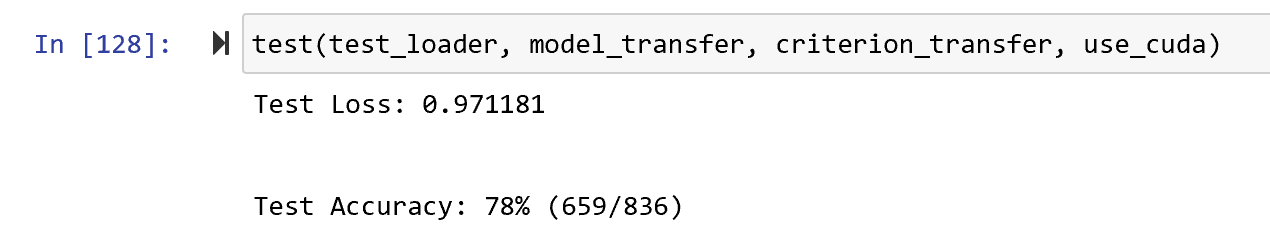 In [128]: test(test_loader, model_transfer, criterion_transfer, use_cuda)
Test Loss: 0.971181
Test Accuracy: 78% (659/836)